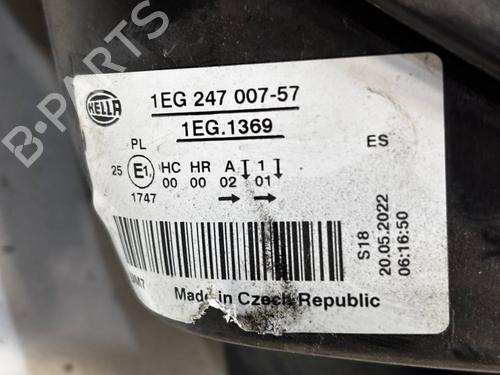 B-PARTS
HELLA
1EG 247 007-57
1EG.1369
PL
ES
25 E1 HC HR A 1
00 00 02 01
1747
S18
20.05.2022
06:16:50
Made in Czech Republic